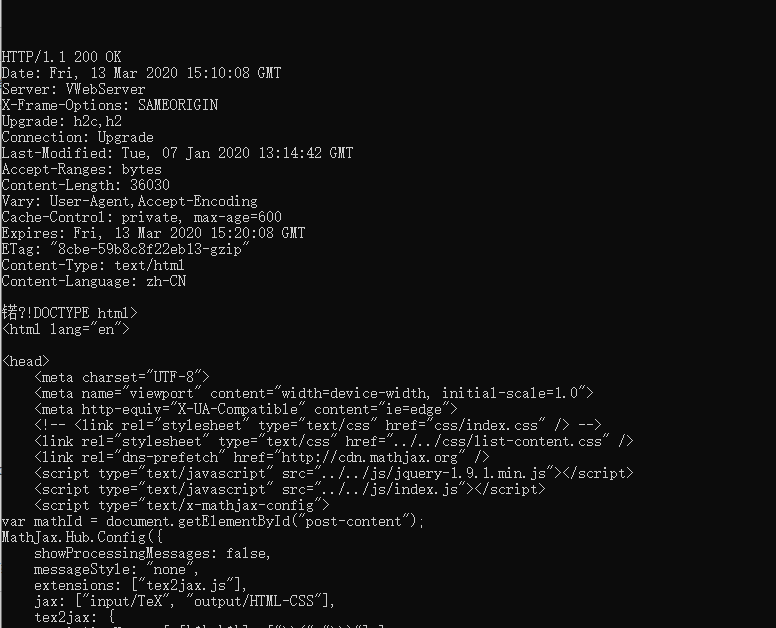 HTTP/1.1 200 OK
Date: Fri, 13 Mar 2020 15:10:08 GMT
Server: VWebServer
X-Frame-Options: SAMEORIGIN
Upgrade: h2c,h2
Connection: Upgrade
Last-Modified: Tue, 07 Jan 2020 13:14:42 GMT
Accept-Ranges: bytes
Content-Length: 36030
Vary: User-Agent,Accept-Encoding
Cache-Control: private, max-age=600
Expires: Fri, 13 Mar 2020 15:20:08 GMT
ETag: "8cbe-59b8c8f22eb13-gzip"
Content-Type: text/html
Content-Language: zh-CN
锘?!DOCTYPE html>
<html lang="en">
<head>
    <meta charset="UTF-8">
    <meta name="viewport" content="width=device-width, initial-scale=1.0">
    <meta http-equiv="X-UA-Compatible" content="ie=edge">
    <!-- <link rel="stylesheet" type="text/css" href="css/index.css" /> -->
    <link rel="stylesheet" type="text/css" href="../../css/list-content.css" />
    <link rel="dns-prefetch" href="http://cdn.mathjax.org" />
    <script type="text/javascript" src="../../js/jquery-1.9.1.min.js"></script>
    <script type="text/javascript" src="../../js/index.js"></script>
    <script type="text/x-mathjax-config">
var mathId = document.getElementById("post-content");
MathJax.Hub.Config({
    showProcessingMessages: false,
    messageStyle: "none",
    extensions: ["tex2jax.js"],
    jax: ["input/TeX", "output/HTML-CSS"],
    tex2jax: {